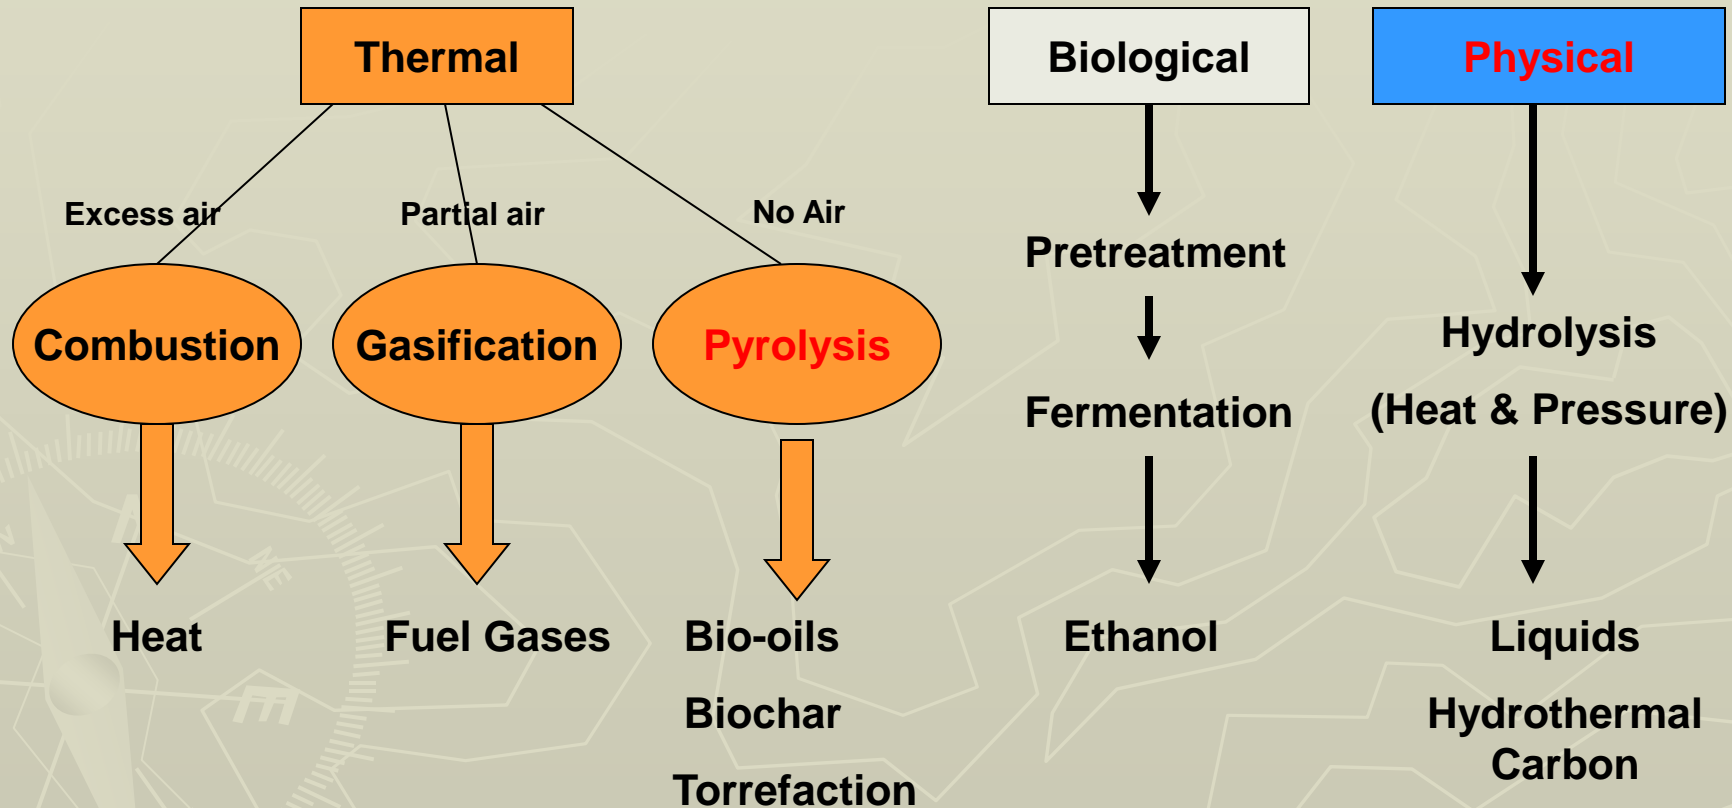 Thermal
Biological
Physical
Excess air
Partial air
No Air
Pretreatment
Combustion
Gasification
Pyrolysis
Hydrolysis
Fermentation
(Heat & Pressure)
Heat
Fuel Gases
Bio-oils
Ethanol
Liquids
Biochar
Hydrothermal
Carbon
Torrefaction
NE
E